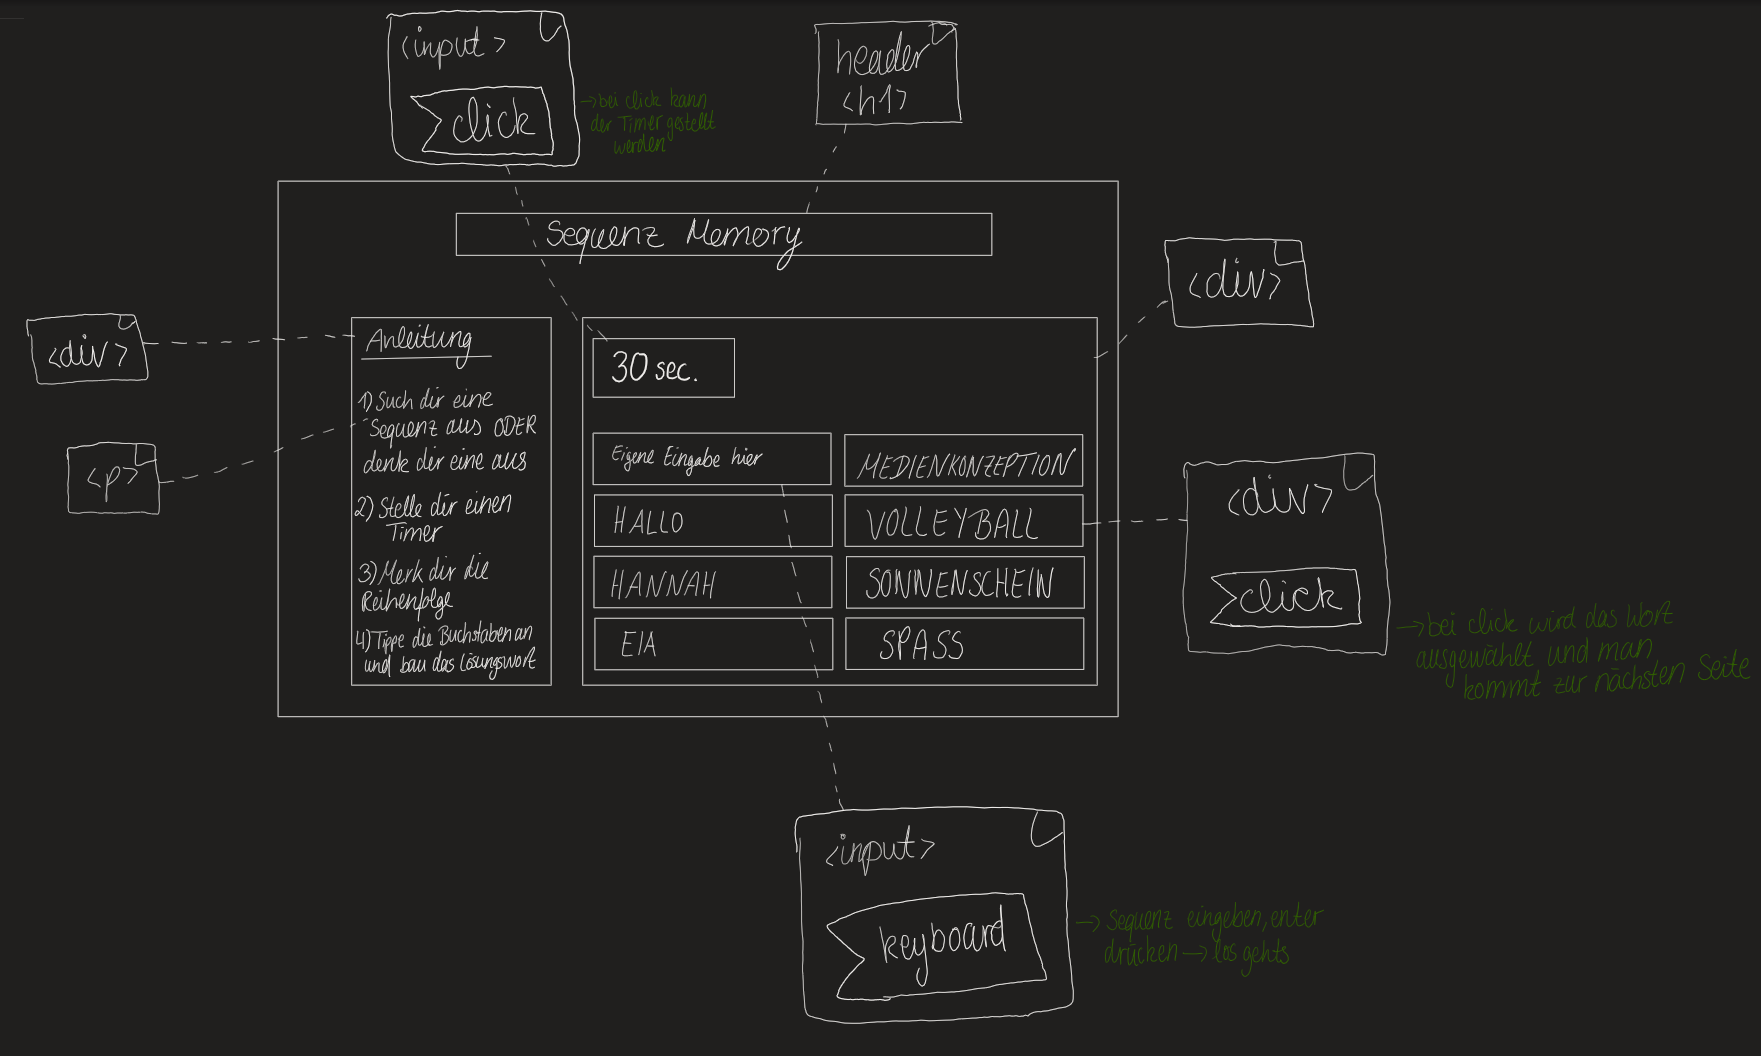 <input>
click
→bei click kann
der Timer gestellt
werden
header
<h1>
Sequenz Memory
<div>
<div>
Anleitung
1) Such dir eine
Sequenz aus ODER
denk dir eine aus
2) Stelle dir einen
Timer
3) Merk dir die
Reihenfolge
4) Tippe die Buchstaben an
und bau das Lösungswort
<p>
30 sec.
Eigene Eingabe hier
MEDIENKONZEPTION
HALLO
VOLLEYBALL
HANNAH
SONNENSCHEIN
EIA
SPASS
<div>
click
→bei click wird das Wort
ausgewählt und man
kommt zur nächsten Seite
<input>
keyboard
→ Sequenz eingeben, enter
drücken → los gehts